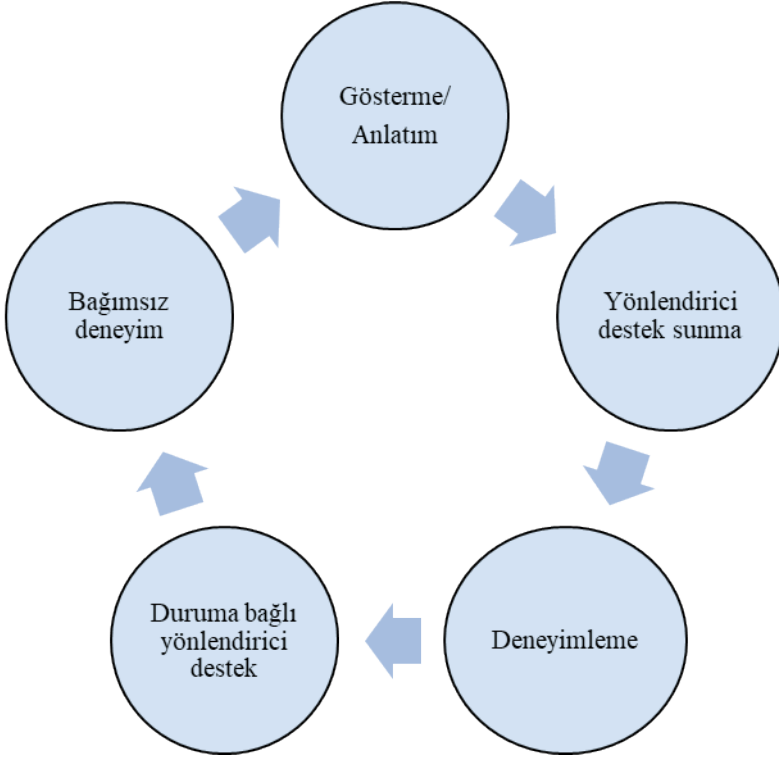 Gösterme/
Anlatım
Yönlendirici
destek sunma
Deneyimleme
Duruma bağlı
yönlendirici
destek
Bağımsız
deneyim